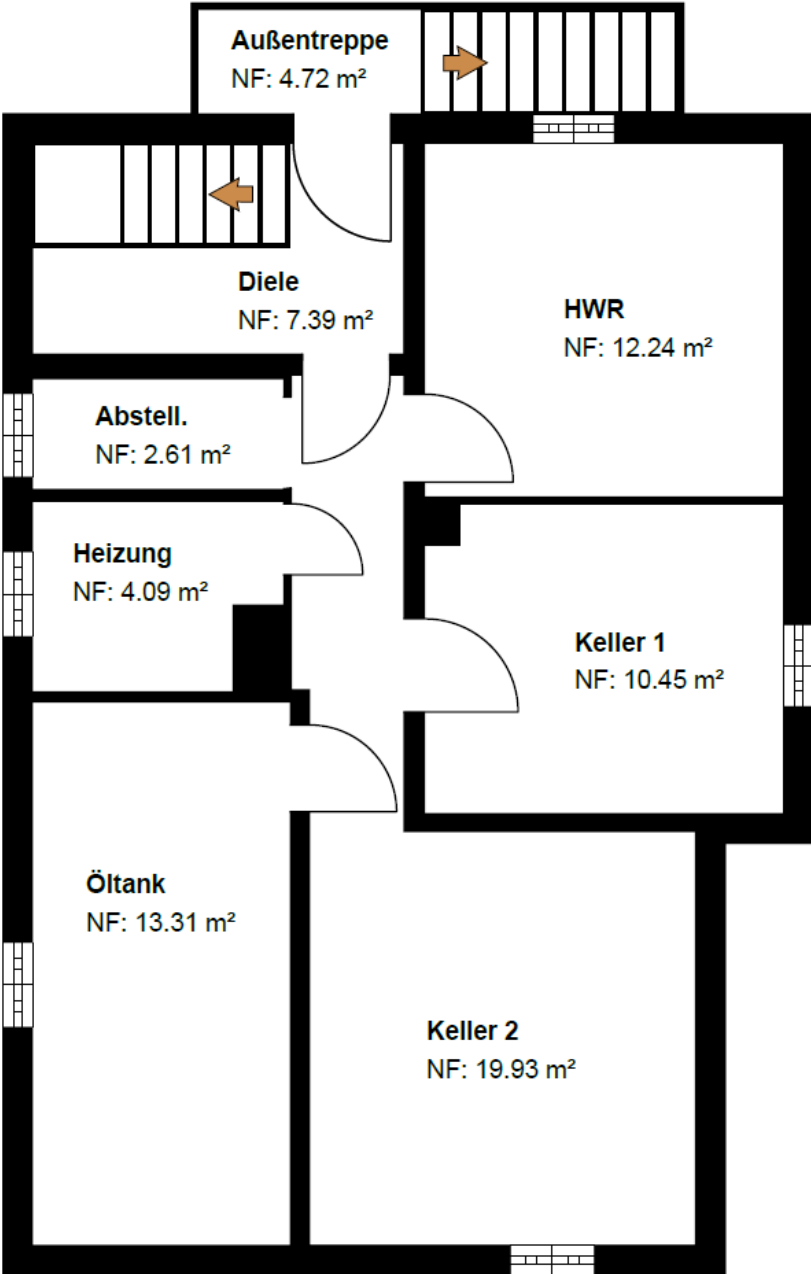 Außentreppe
NF: 4.72 m²
Diele
NF: 7.39 m²
HWR
NF: 12.24 m²
Abstell.
NF: 2.61 m²
Heizung
NF: 4.09 m²
Keller 1
NF: 10.45 m²
Öltank
NF: 13.31 m²
Keller 2
NF: 19.93 m²